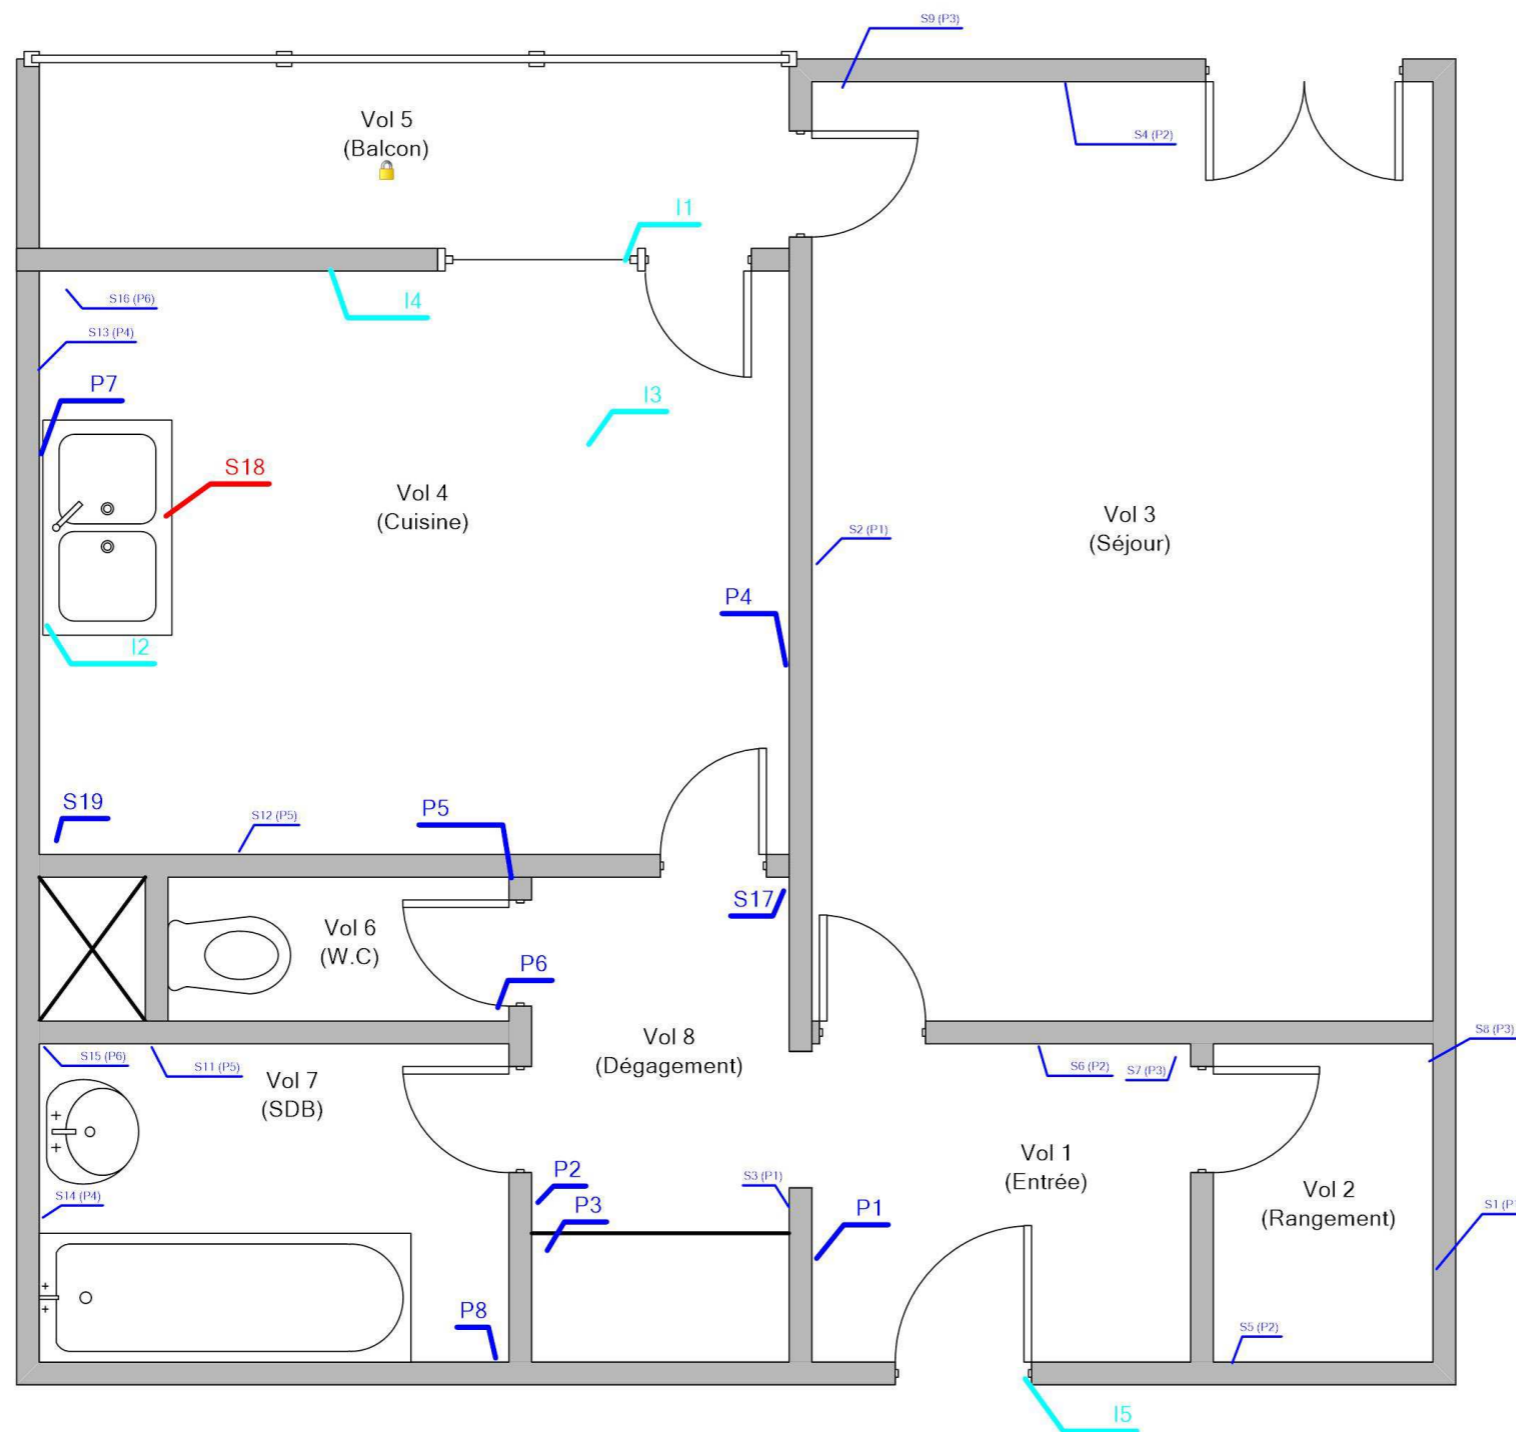 S9 (P3)
Vol 5
(Balcon)
S4 (P2)
I1
S16 (P6)
I4
S13 (P4)
P7
I3
S18
Vol 4
(Cuisine)
Vol 3
(Séjour)
S2 (P1)
P4
I2
S19
S12 (P5)
P5
S17
Vol 6
(W.C)
P6
Vol 8
(Dégagement)
S8 (P3)
S15 (P6)
S11 (P5)
S6 (P2)
S7 (P3)
Vol 7
(SDB)
Vol 1
(Entrée)
P2
S3 (P1)
S14 (P4)
P3
P1
Vol 2
(Rangement)
S1 (P
P8
S5 (P2)
I5